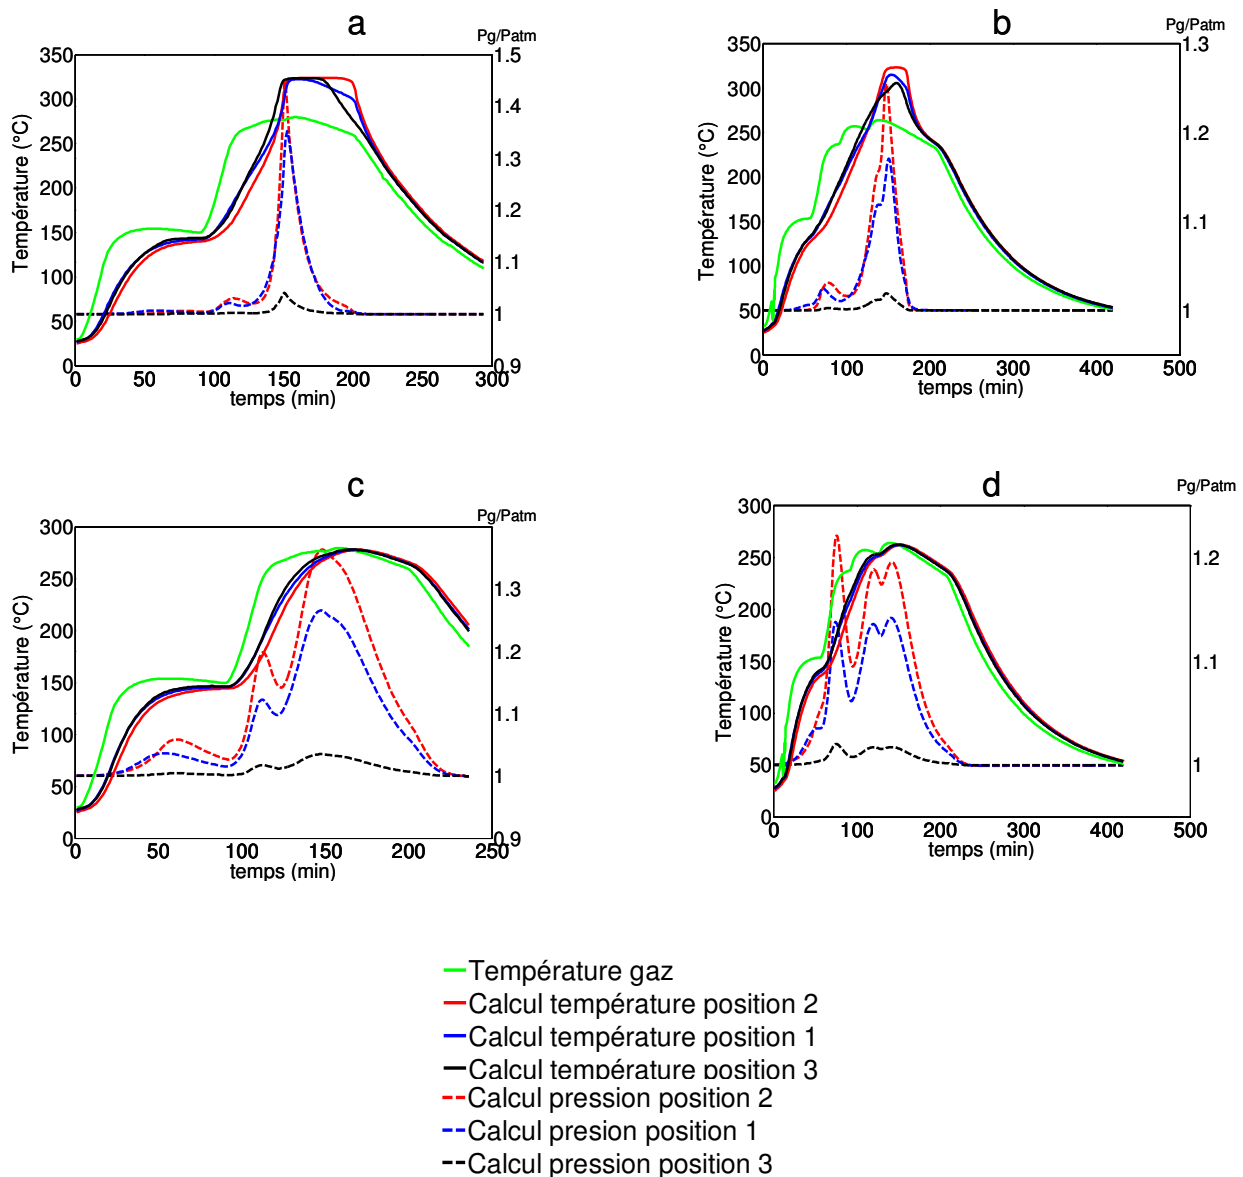 a
Pg/Patm
350
300
250
200
150
100
50
0
Température (°C)
1.5
1.4
1.3
1.2
1.1
1
0.9
0 50 100 150 200 250 300
temps (min)
b
Pg/Patm
350
300
250
200
150
100
50
0
Température (°C)
1.3
1.2
1.1
1
0 100 200 300 400 500
temps (min)
c
Pg/Patm
300
250
200
150
100
50
0
Température (°C)
1.3
1.2
1.1
1
0.9
0 50 100 150 200 250
temps (min)
d
Pg/Patm
300
250
200
150
100
50
0
Température (°C)
1.2
1.1
1
0 100 200 300 400 500
temps (min)
Température gaz
Calcul température position 2
Calcul température position 1
Calcul température position 3
Calcul pression position 2
Calcul presion position 1
Calcul pression position 3